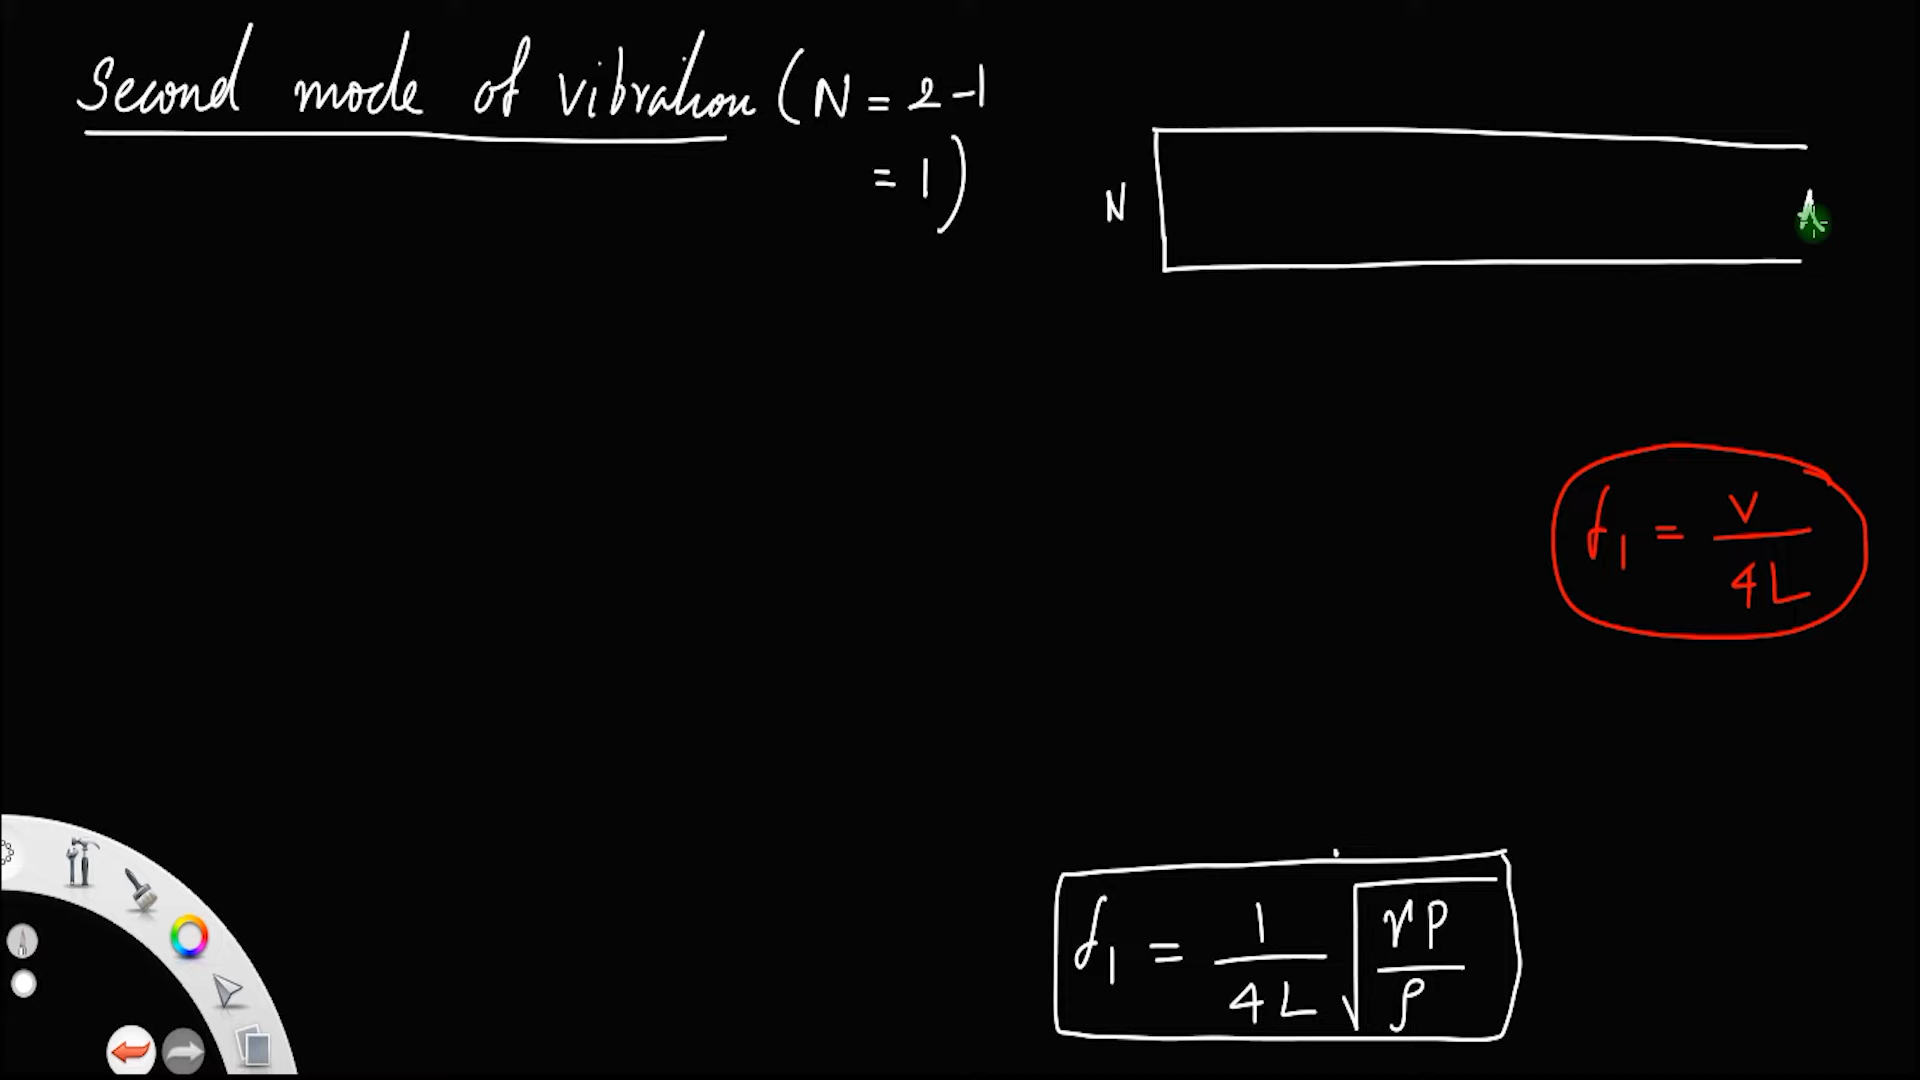 Second mode of vibration (N = 2 - 1
= 1)
N A
f₁ = V / 4L
f₁ = 1 / 4L √(γP / ρ)